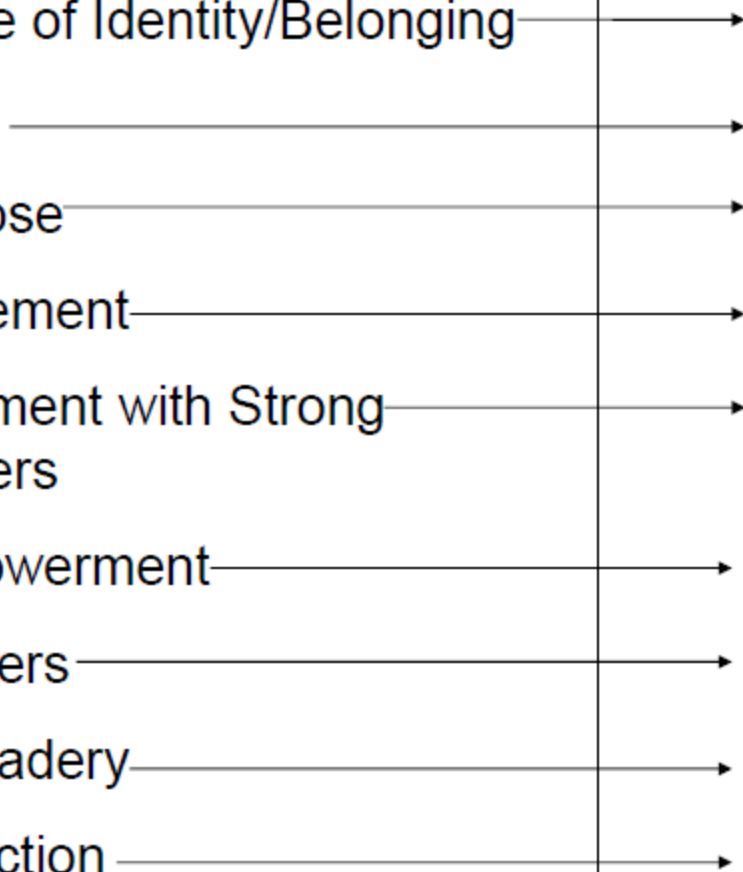 e of Identity/Belonging
ose
ement
ment with Strong
ers
owerment
ers
adery
ction